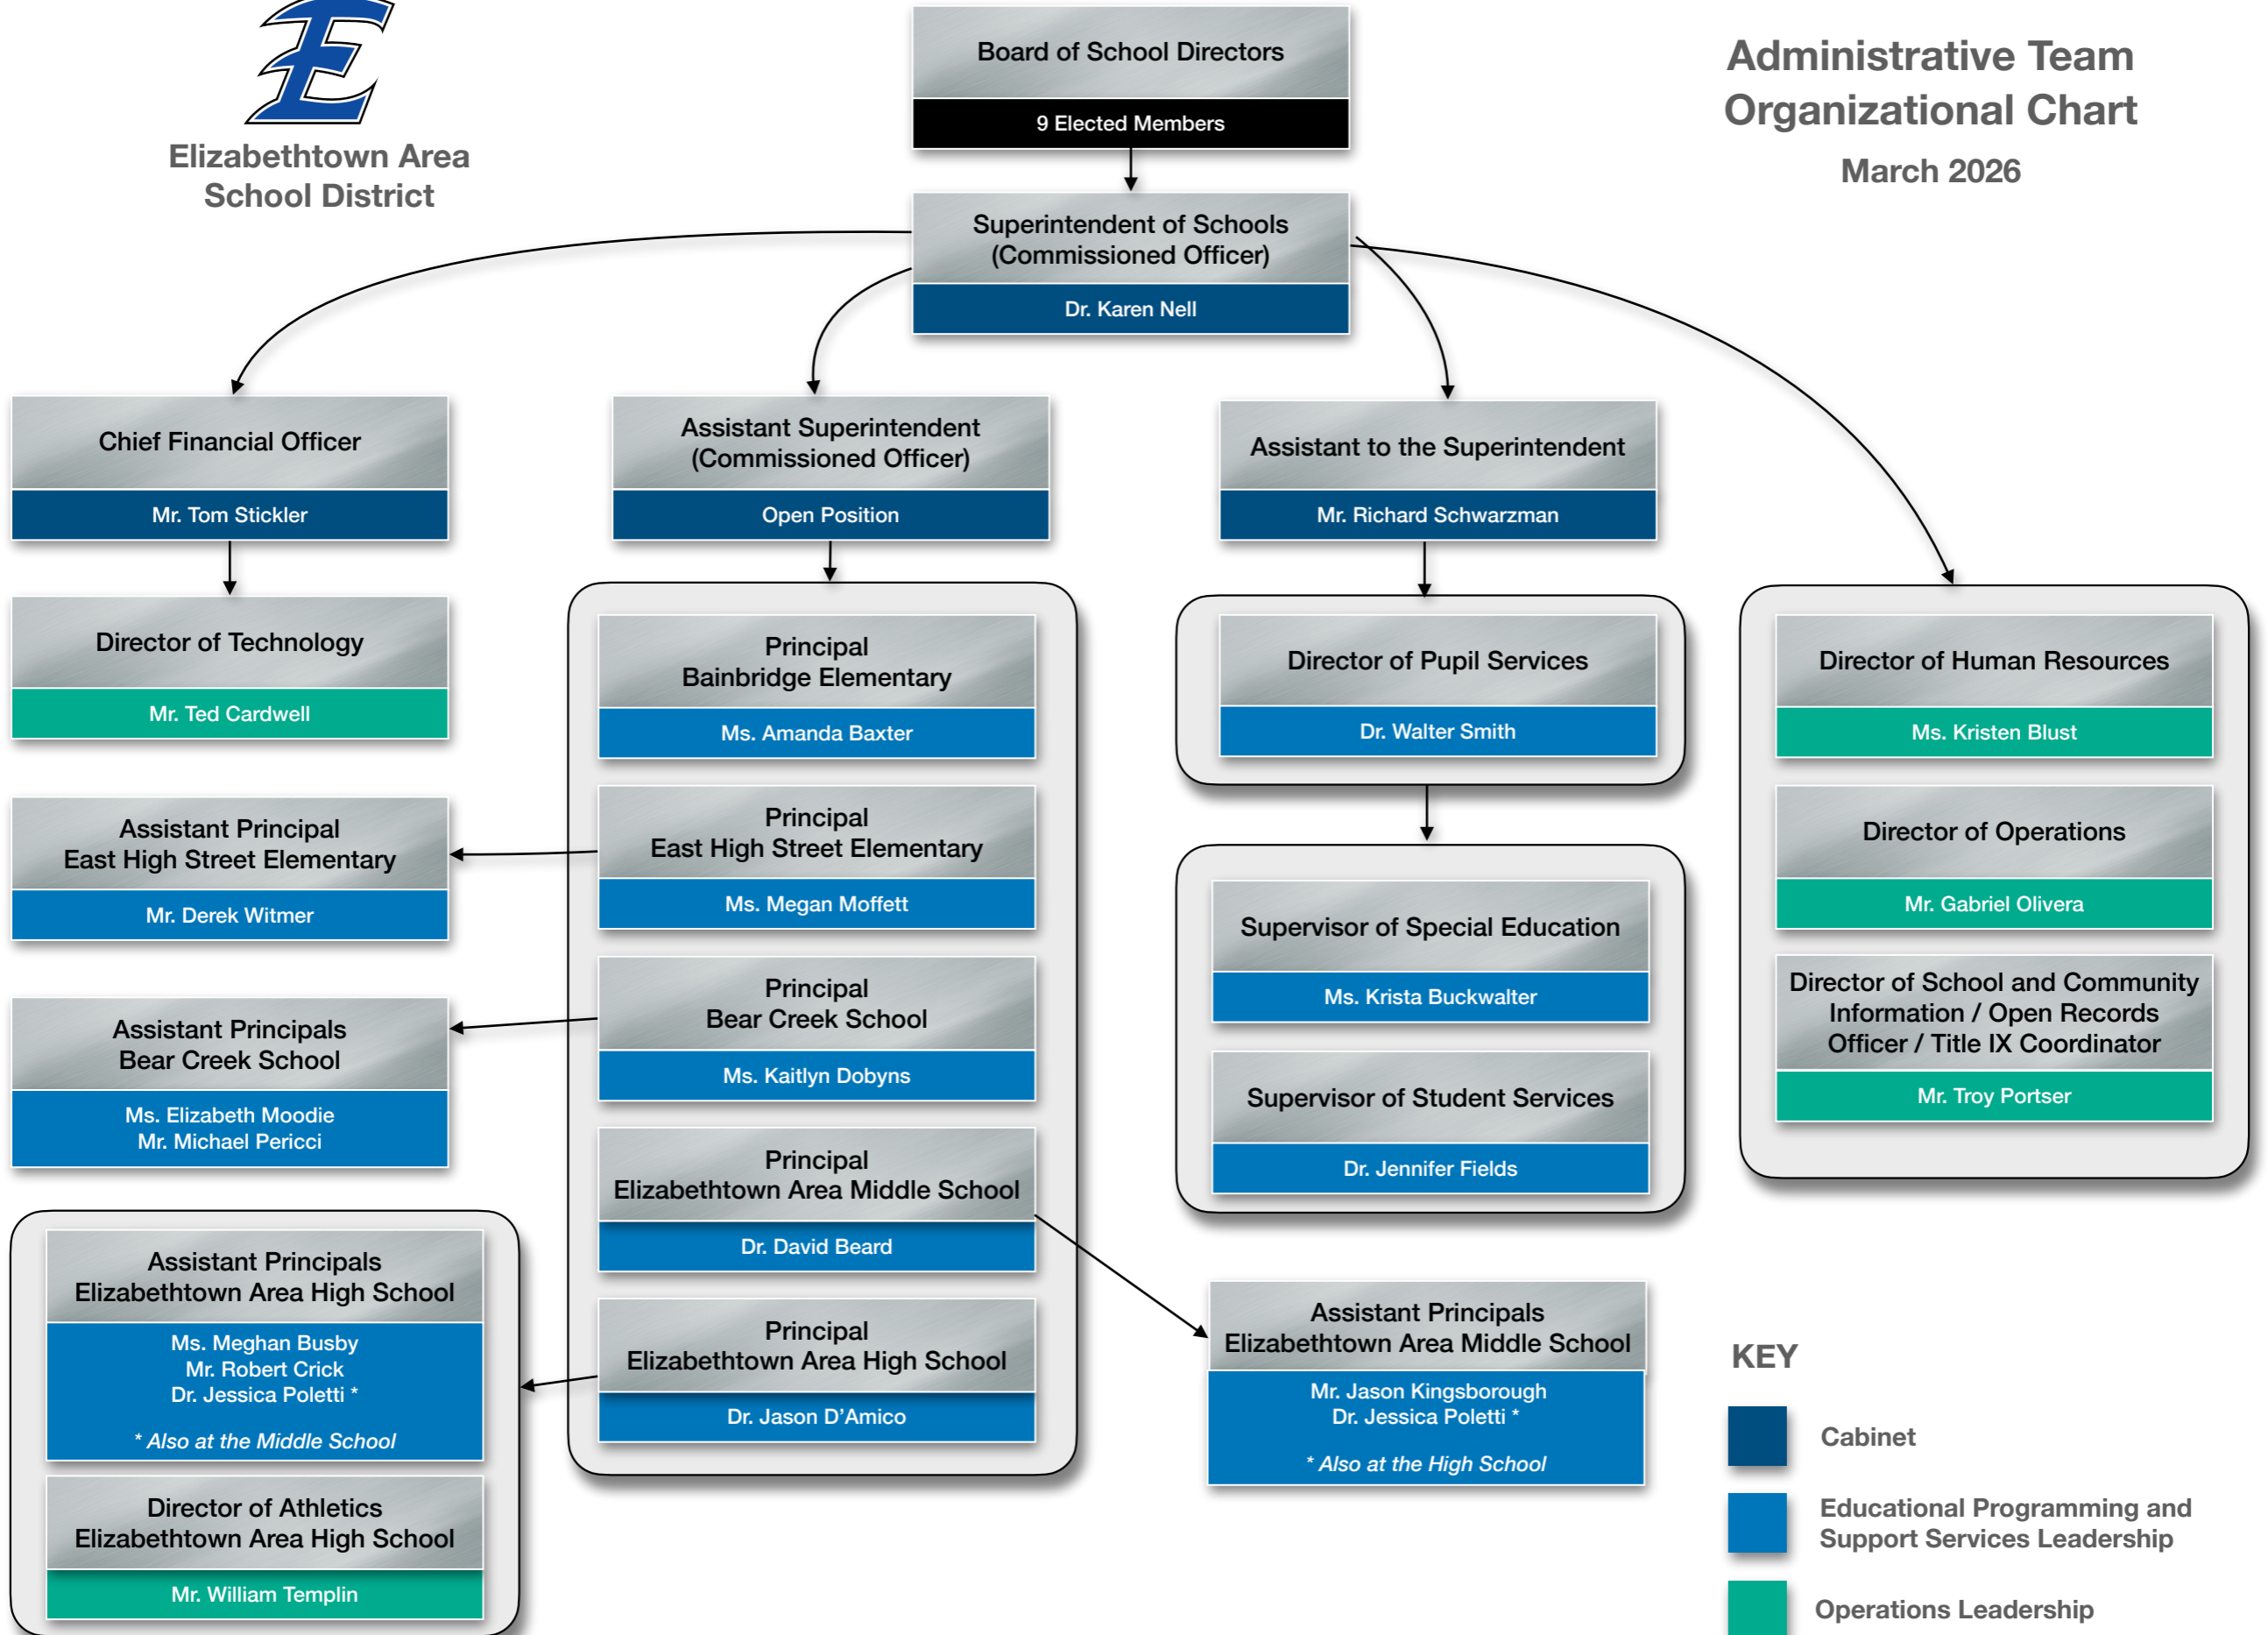 E
Elizabethtown Area
School District
Administrative Team
Organizational Chart
March 2026
Board of School Directors
9 Elected Members
Superintendent of Schools
(Commissioned Officer)
Dr. Karen Nell
Chief Financial Officer
Mr. Tom Stickler
Assistant Superintendent
(Commissioned Officer)
Open Position
Assistant to the Superintendent
Mr. Richard Schwarzman
Director of Technology
Mr. Ted Cardwell
Principal
Bainbridge Elementary
Ms. Amanda Baxter
Director of Pupil Services
Dr. Walter Smith
Director of Human Resources
Ms. Kristen Blust
Assistant Principal
East High Street Elementary
Mr. Derek Witmer
Principal
East High Street Elementary
Ms. Megan Moffett
Director of Operations
Mr. Gabriel Olivera
Supervisor of Special Education
Ms. Krista Buckwalter
Assistant Principals
Bear Creek School
Ms. Elizabeth Moodie
Mr. Michael Pericci
Principal
Bear Creek School
Ms. Kaitlyn Dobyns
Director of School and Community
Information / Open Records
Officer / Title IX Coordinator
Mr. Troy Portser
Supervisor of Student Services
Dr. Jennifer Fields
Principal
Elizabethtown Area Middle School
Dr. David Beard
Assistant Principals
Elizabethtown Area High School
Ms. Meghan Busby
Mr. Robert Crick
Dr. Jessica Poletti *
* Also at the Middle School
Principal
Elizabethtown Area High School
Dr. Jason D'Amico
Assistant Principals
Elizabethtown Area Middle School
Mr. Jason Kingsborough
Dr. Jessica Poletti *
* Also at the High School
Director of Athletics
Elizabethtown Area High School
Mr. William Templin
KEY
Cabinet
Educational Programming and
Support Services Leadership
Operations Leadership